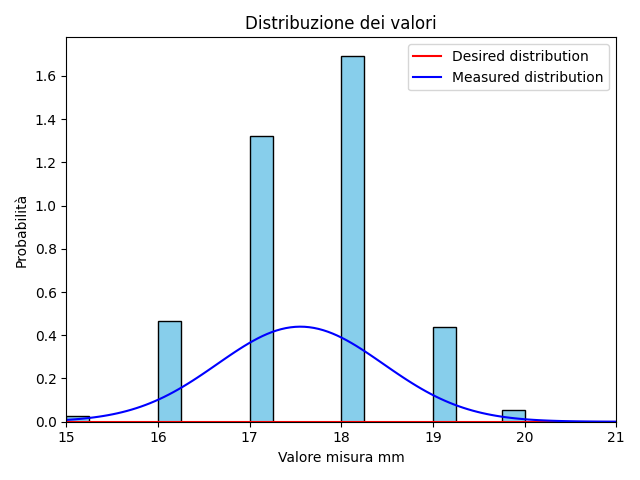 Distribuzione dei valori
Desired distribution
Measured distribution
Probabilità
1.6
1.4
1.2
1.0
0.8
0.6
0.4
0.2
0.0
15 16 17 18 19 20 21
Valore misura mm